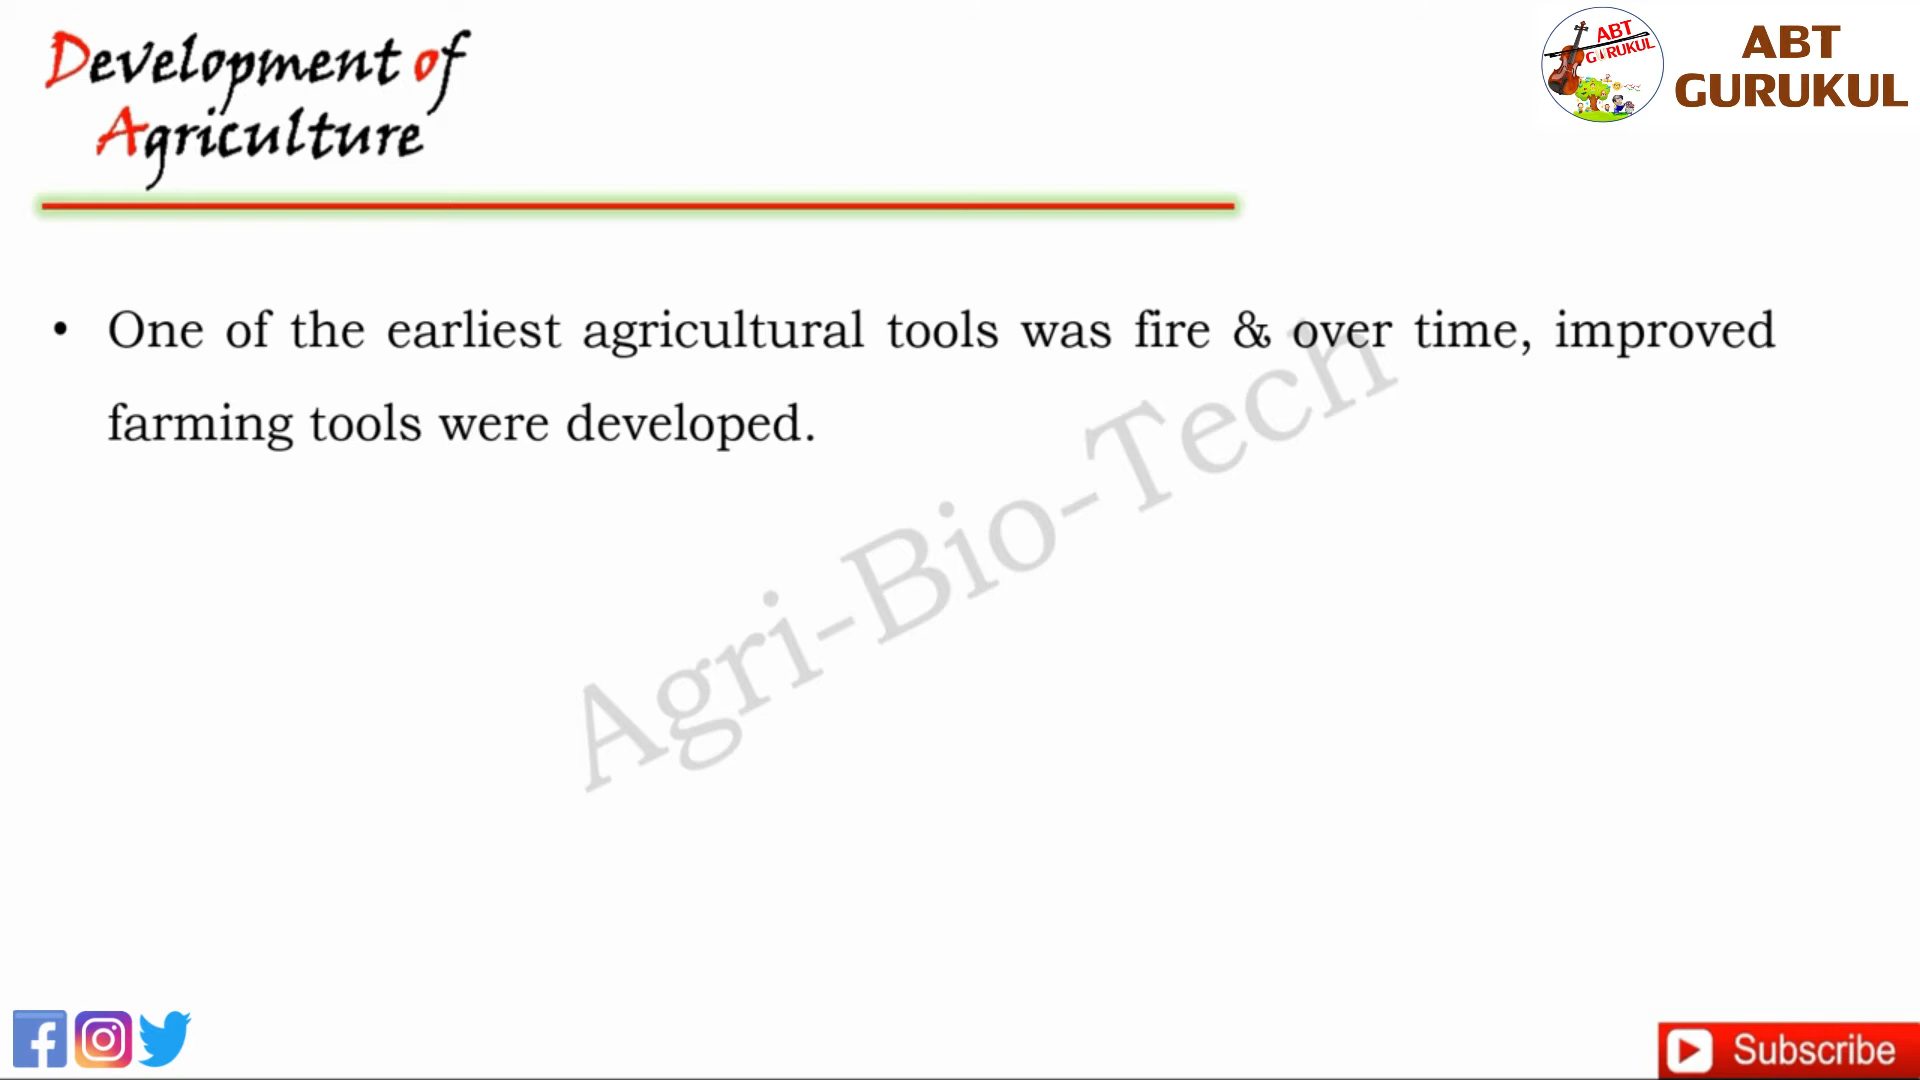 Development of
Agriculture
ABT
GURUKUL
ABT
GURUKUL
• One of the earliest agricultural tools was fire & over time, improved
farming tools were developed.
Agri-Bio-Tech
Subscribe